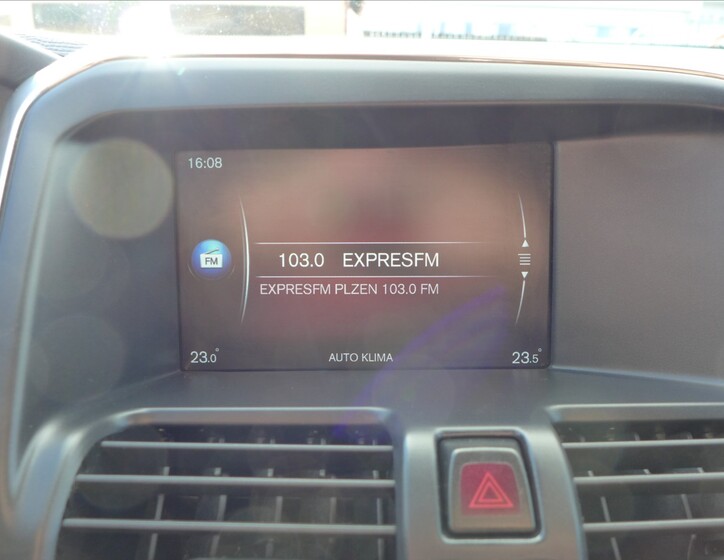 16:08
FM
103.0 EXPRESFM
EXPRESFM PLZEN 103.0 FM
23.0° AUTO KLIMA 23.5°